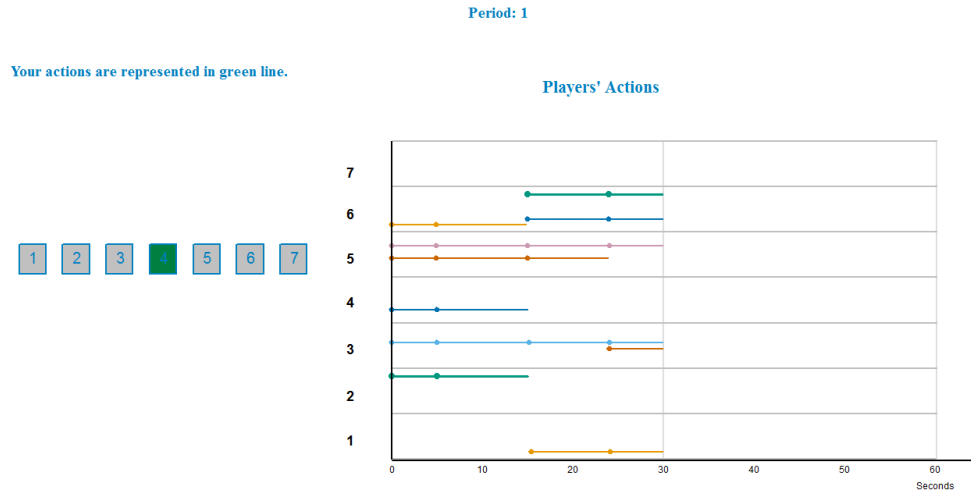 Period: 1
Your actions are represented in green line.
Players' Actions
7
6
1 2 3 4 5 6 7
5
4
3
2
1
0 10 20 30 40 50 60
Seconds